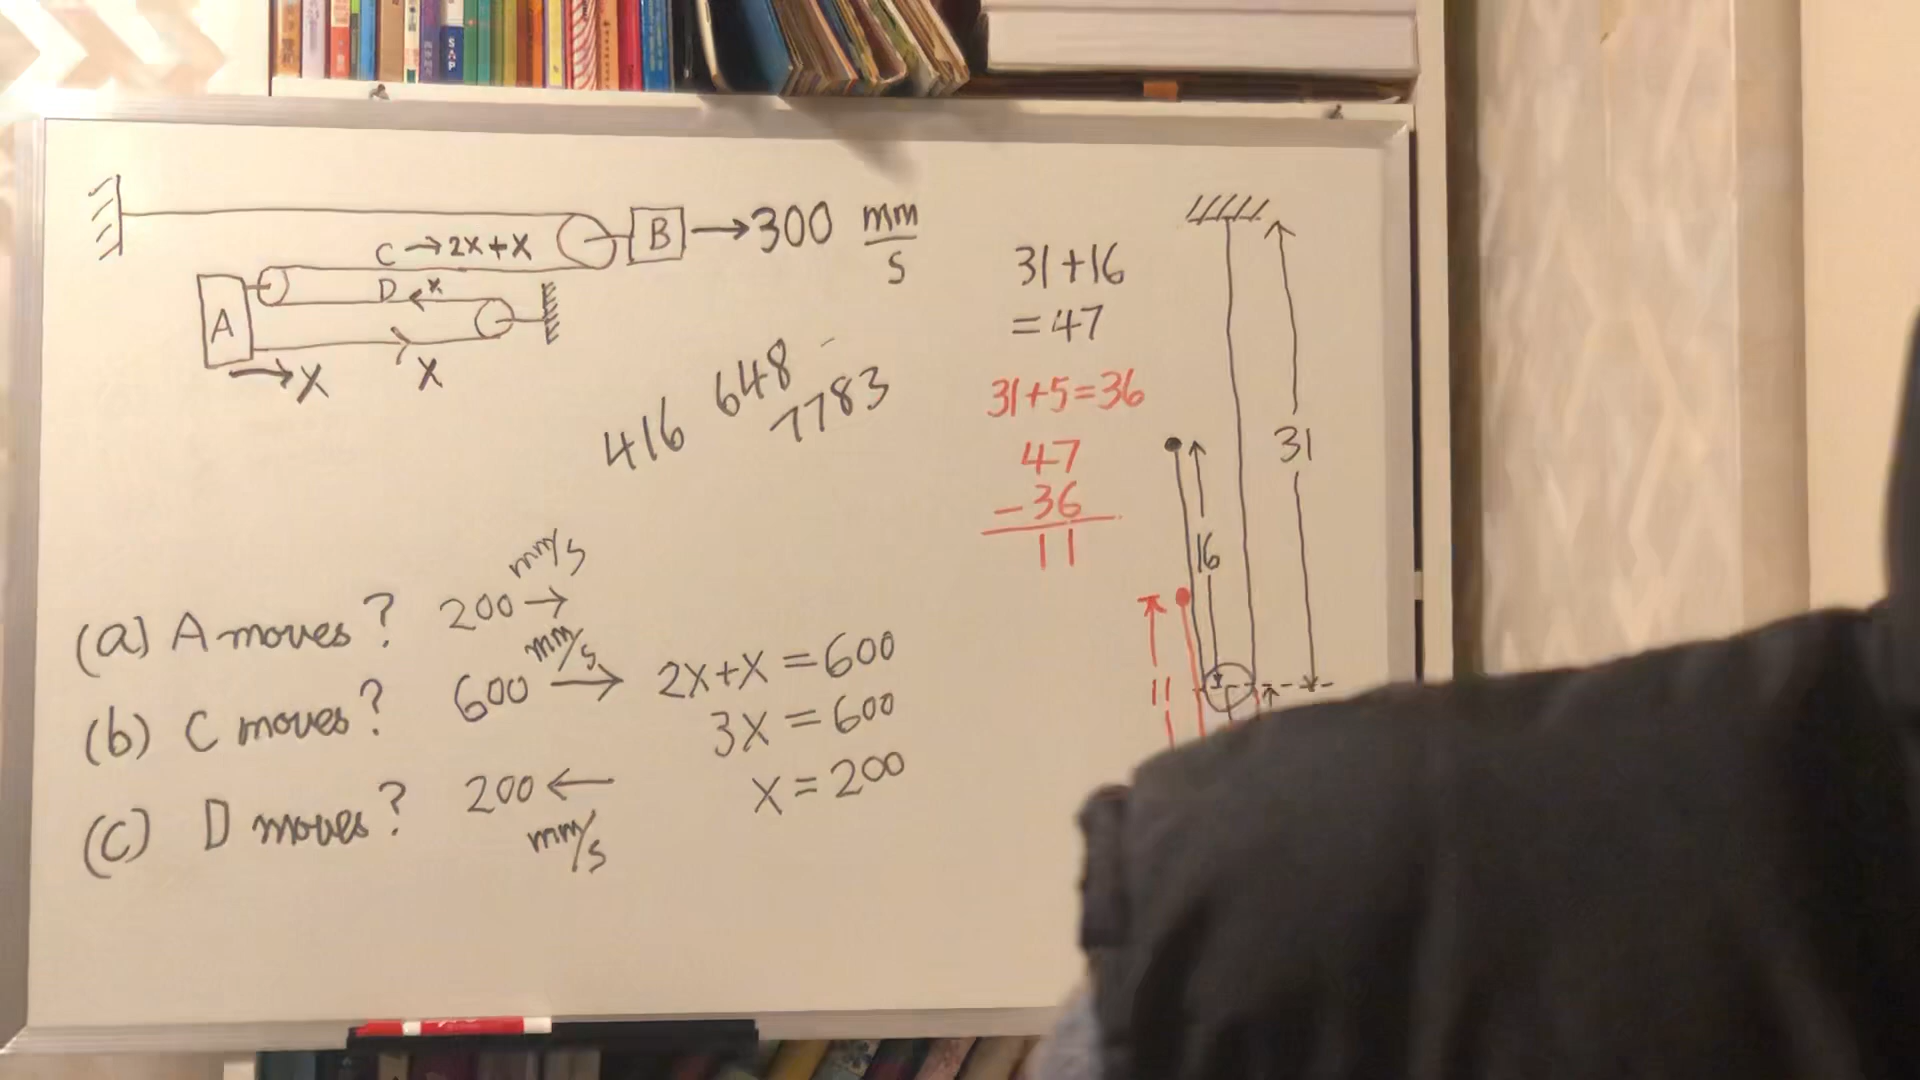 SAP
B → 300 mm/s
C → 2X + X
D ← x
A
→ X
X
416 648 7783
31 + 16
= 47
31 + 5 = 36
47
- 36
11
31
16
11
(a) A moves? 200 → mm/s
(b) C moves? 600 mm/s →
(c) D moves? 200 ← mm/s
2X + X = 600
3X = 600
X = 200